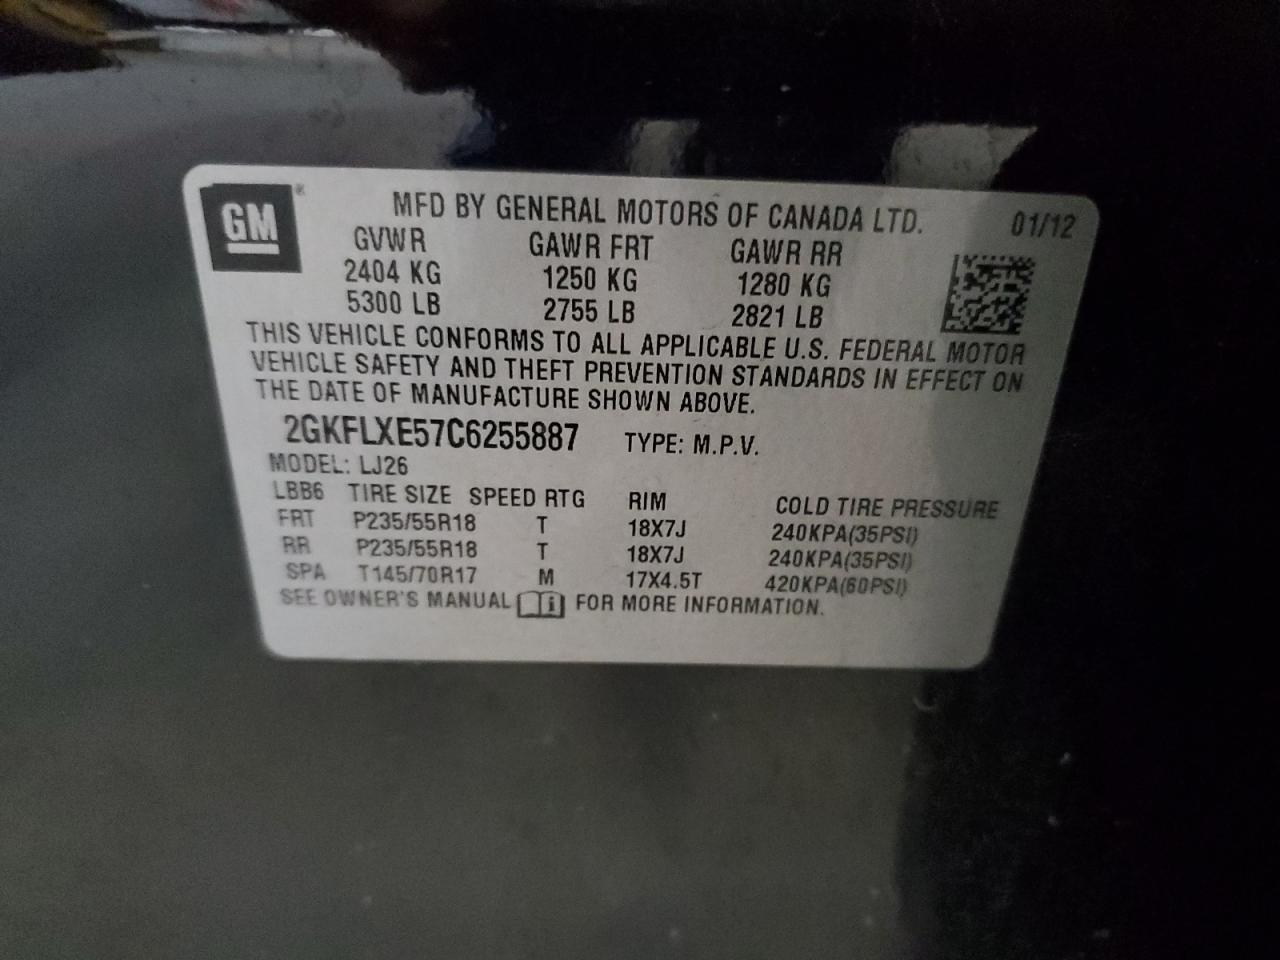 GM ®
MFD BY GENERAL MOTORS OF CANADA LTD. 01/12
GVWR GAWR FRT GAWR RR
2404 KG 1250 KG 1280 KG
5300 LB 2755 LB 2821 LB
THIS VEHICLE CONFORMS TO ALL APPLICABLE U.S. FEDERAL MOTOR
VEHICLE SAFETY AND THEFT PREVENTION STANDARDS IN EFFECT ON
THE DATE OF MANUFACTURE SHOWN ABOVE.
2GKFLXE57C6255887 TYPE: M.P.V.
MODEL: LJ26
LBB6 TIRE SIZE SPEED RTG RIM COLD TIRE PRESSURE
FRT P235/55R18 T 18X7J 240KPA(35PSI)
RR P235/55R18 T 18X7J 240KPA(35PSI)
SPA T145/70R17 M 17X4.5T 420KPA(60PSI)
SEE OWNER'S MANUAL FOR MORE INFORMATION.